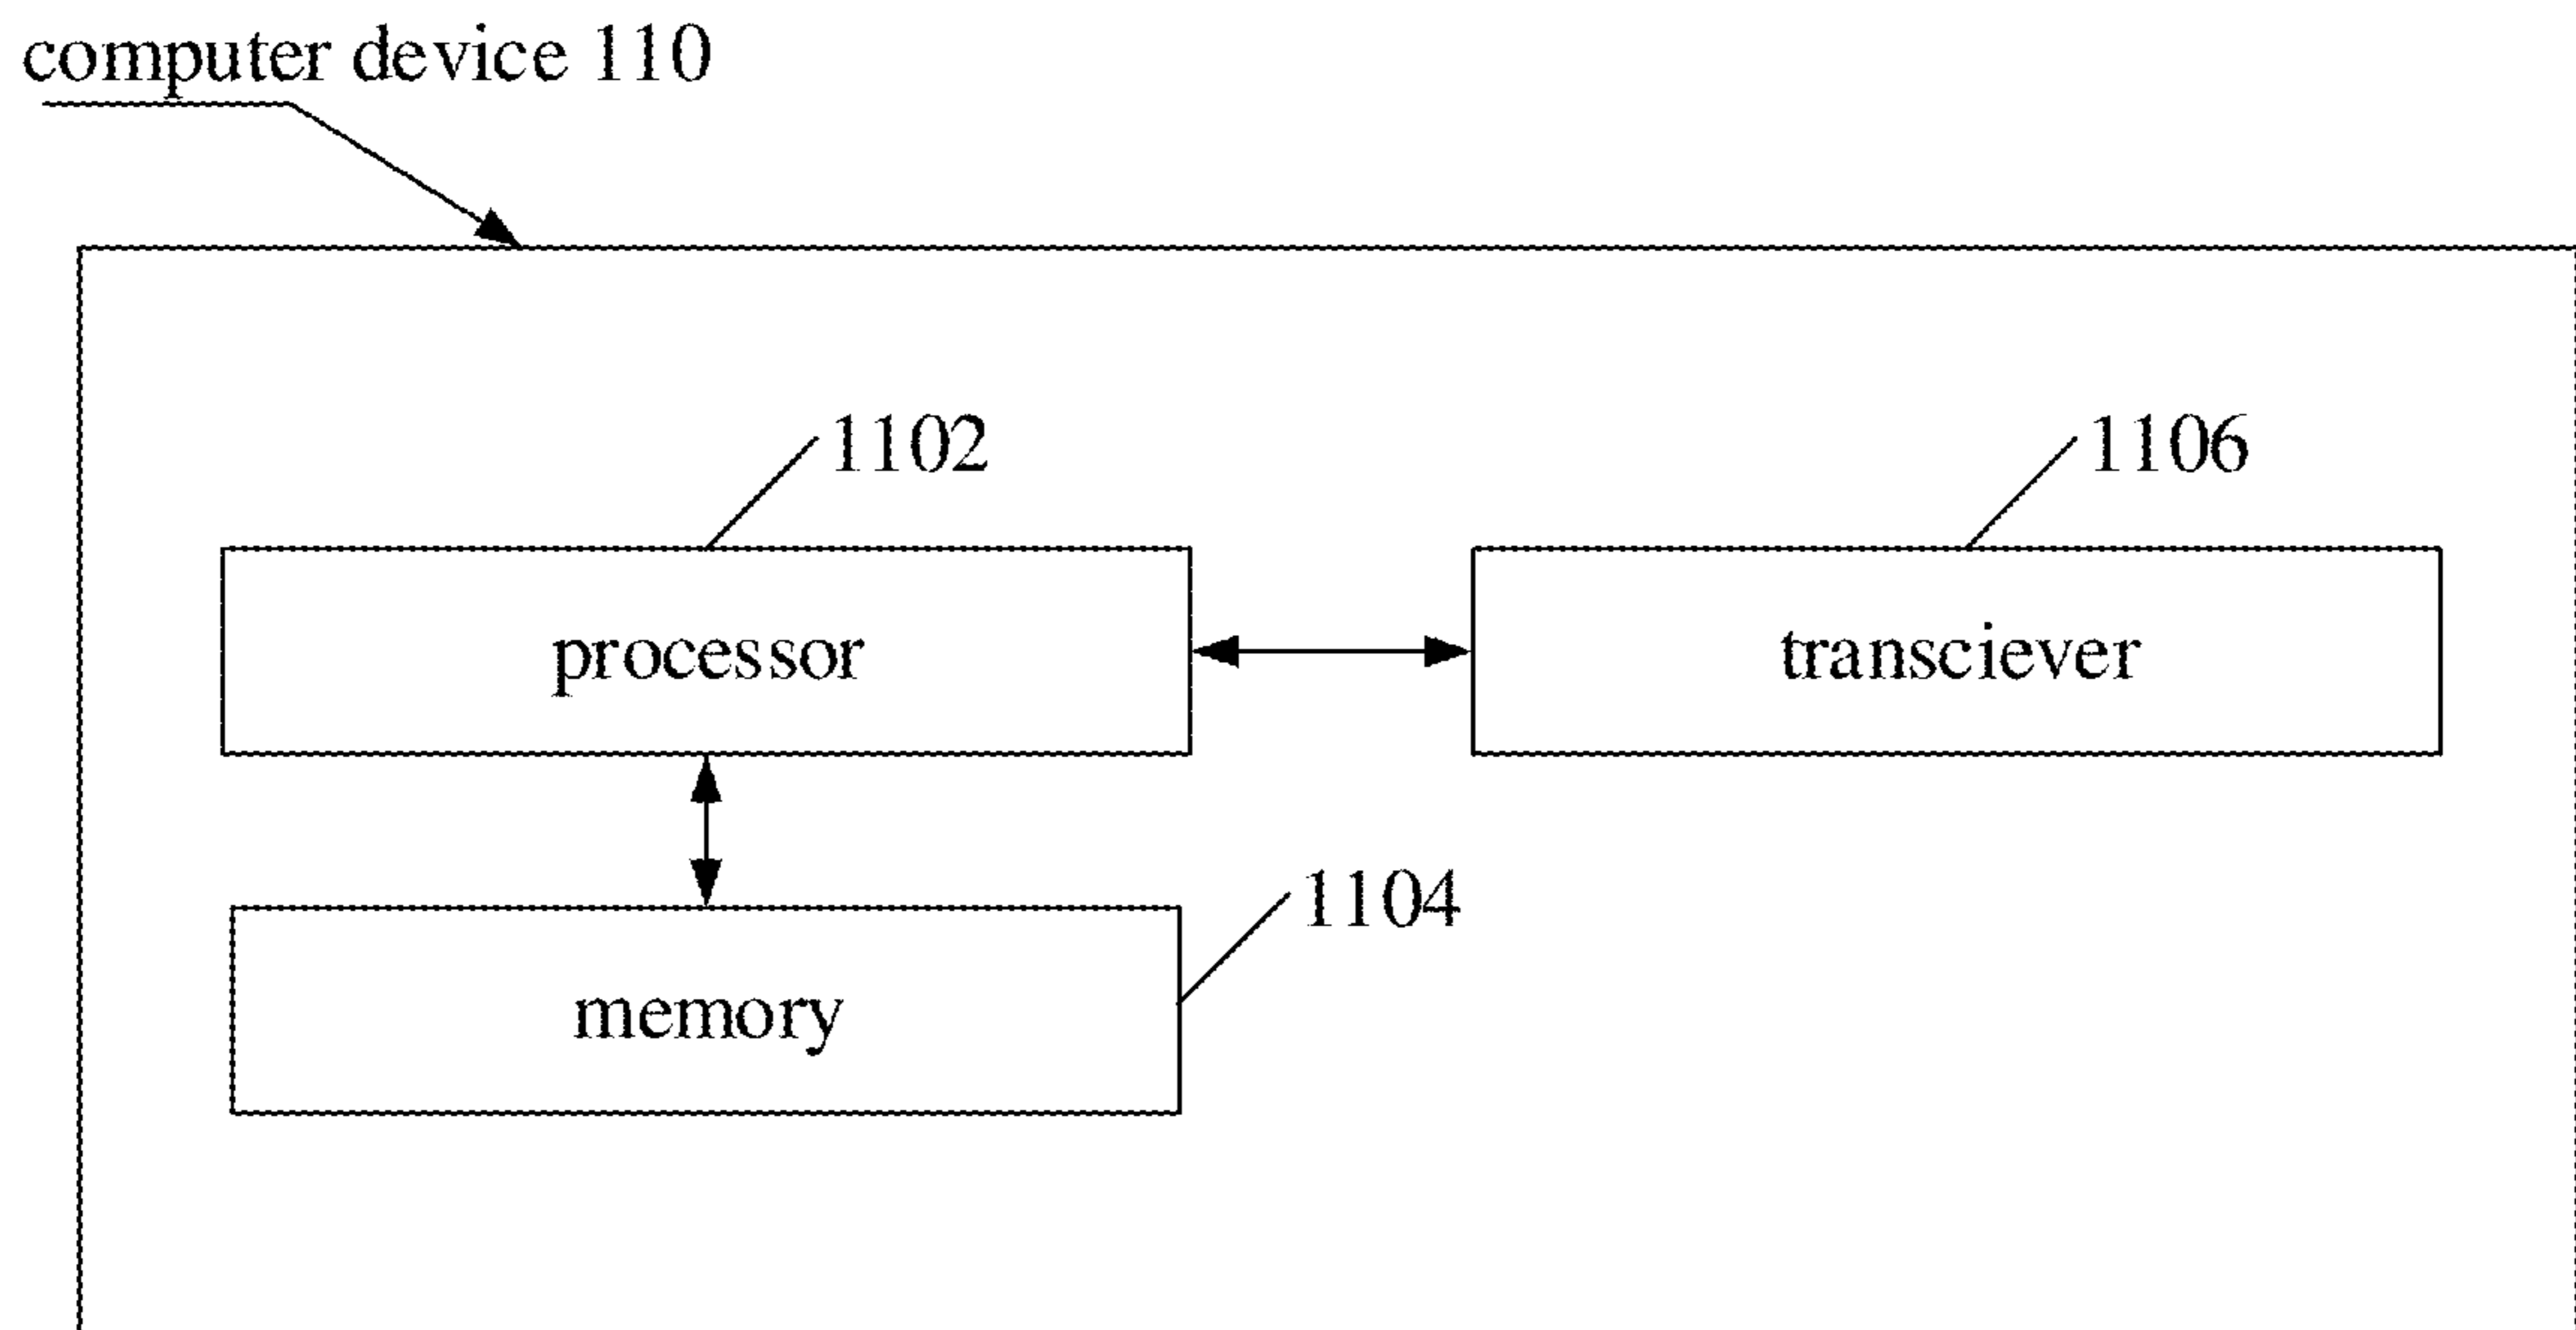 computer device 110
1102
1106
processor
transciever
1104
memory